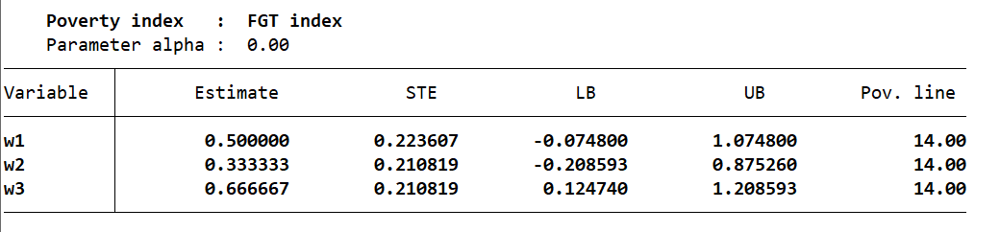 Poverty index : FGT index
Parameter alpha : 0.00
Variable Estimate STE LB UB Pov. line
w1 0.500000 0.223607 -0.074800 1.074800 14.00
w2 0.333333 0.210819 -0.208593 0.875260 14.00
w3 0.666667 0.210819 0.124740 1.208593 14.00